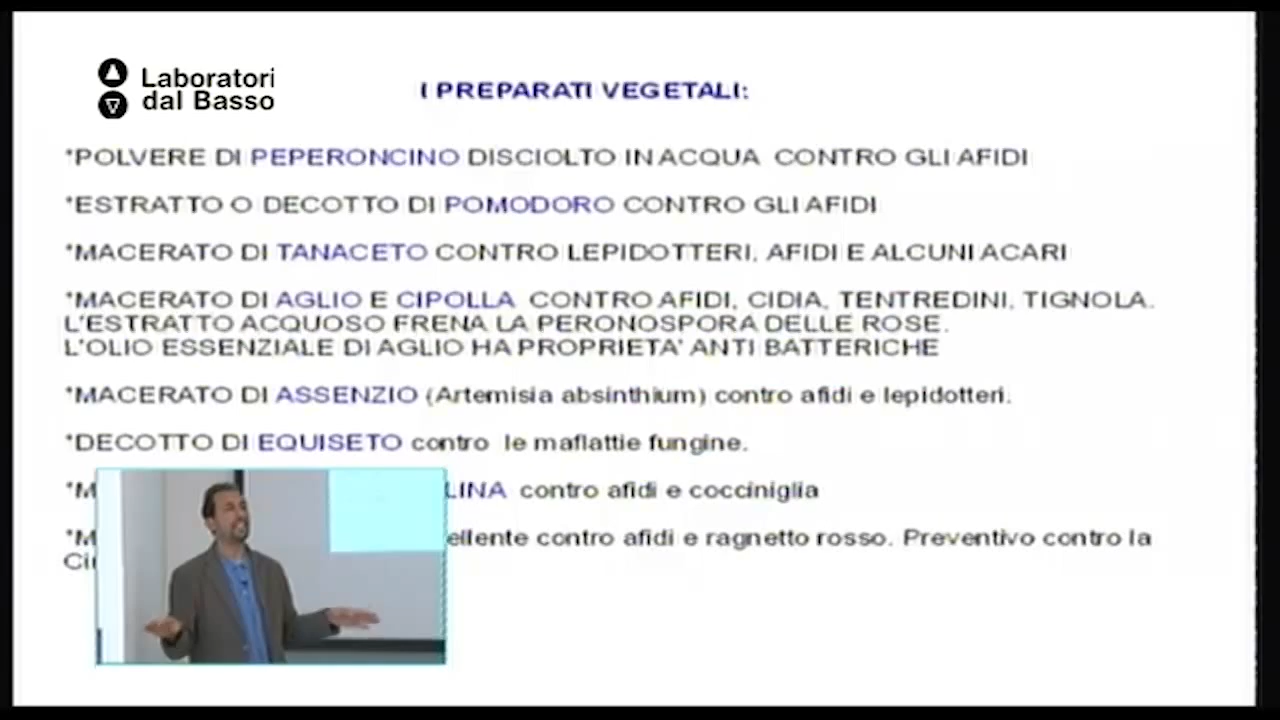 Laboratori
dal Basso
I PREPARATI VEGETALI:
*POLVERE DI PEPERONCINO DISCIOLTO IN ACQUA CONTRO GLI AFIDI
*ESTRATTO O DECOTTO DI POMODORO CONTRO GLI AFIDI
*MACERATO DI TANACETO CONTRO LEPIDOTTERI, AFIDI E ALCUNI ACARI
*MACERATO DI AGLIO E CIPOLLA CONTRO AFIDI, CIDIA, TENTREDINI, TIGNOLA.
L'ESTRATTO ACQUOSO FRENA LA PERONOSPORA DELLE ROSE.
L'OLIO ESSENZIALE DI AGLIO HA PROPRIETA' ANTI BATTERICHE
*MACERATO DI ASSENZIO (Artemisia absinthium) contro afidi e lepidotteri.
*DECOTTO DI EQUISETO contro le maflattie fungine.
*M LINA contro afidi e cocciniglia
*M ellente contro afidi e ragnetto rosso. Preventivo contro la